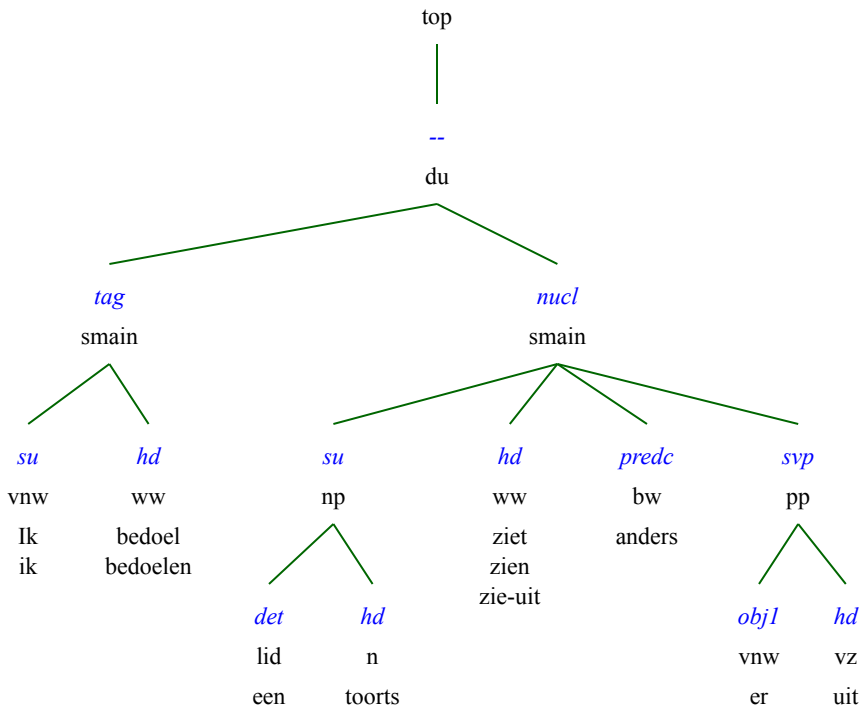 top
--
du
tag nucl
smain smain
su hd su hd predc svp
vnw ww np ww bw pp
Ik bedoel ziet anders
ik bedoelen zien
zie-uit
det hd obj1 hd
lid n vnw vz
een toorts er uit